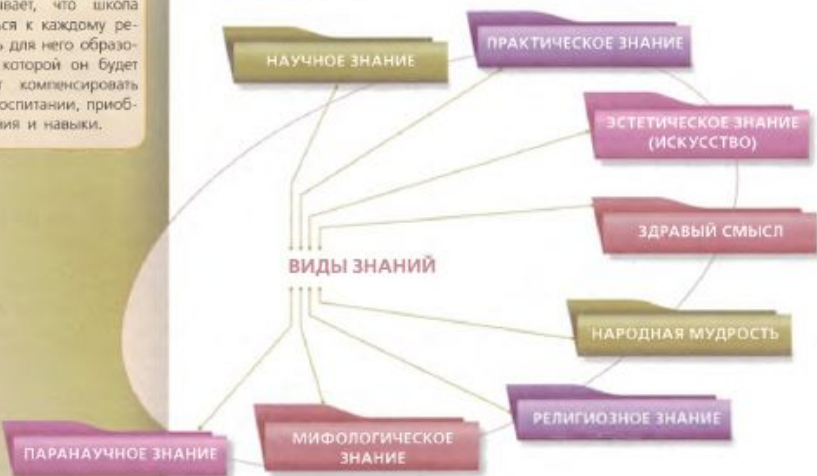 вает, что школа
ся к каждому ре-
ь для него образо-
которой он будет
т компенсировать
оспитании, приоб-
ния и навыки.
НАУЧНОЕ ЗНАНИЕ
ПРАКТИЧЕСКОЕ ЗНАНИЕ
ЭСТЕТИЧЕСКОЕ ЗНАНИЕ
(ИСКУССТВО)
ЗДРАВЫЙ СМЫСЛ
ВИДЫ ЗНАНИЙ
НАРОДНАЯ МУДРОСТЬ
РЕЛИГИОЗНОЕ ЗНАНИЕ
МИФОЛОГИЧЕСКОЕ
ЗНАНИЕ
ПАРАНАУЧНОЕ ЗНАНИЕ